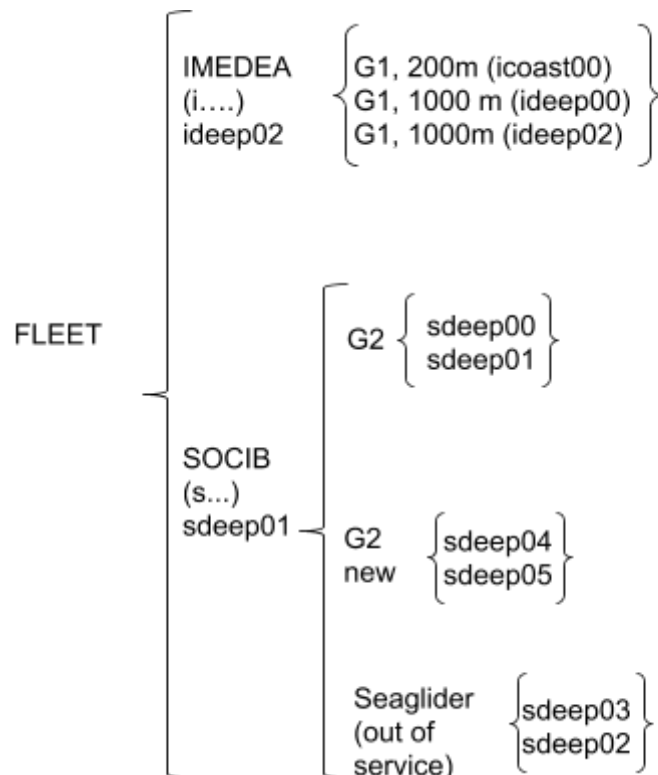 FLEET
IMEDEA
(i....)
ideep02
G1, 200m (icoast00)
G1, 1000 m (ideep00)
G1, 1000m (ideep02)
SOCIB
(s...)
sdeep01
G2
sdeep00
sdeep01
G2
new
sdeep04
sdeep05
Seaglider
(out of
service)
sdeep03
sdeep02